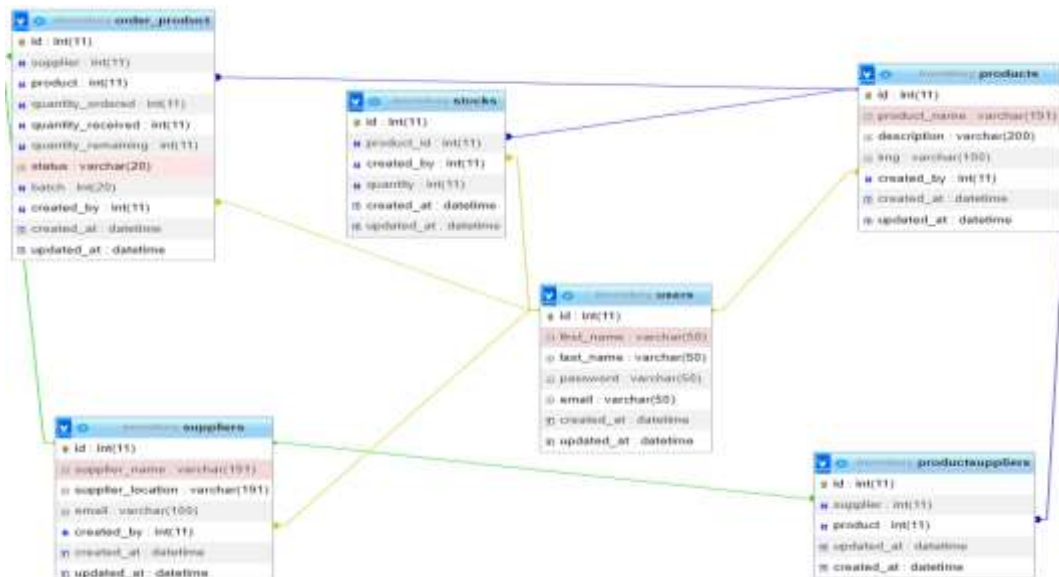 order_product
id : int(11)
supplier : int(11)
product : int(11)
quantity_ordered : int(11)
quantity_received : int(11)
quantity_remaining : int(11)
status : varchar(20)
batch : int(20)
created_by : int(11)
created_at : datetime
updated_at : datetime
stocks
id : int(11)
product_id : int(11)
created_by : int(11)
quantity : int(11)
created_at : datetime
updated_at : datetime
products
id : int(11)
product_name : varchar(191)
description : varchar(200)
img : varchar(100)
created_by : int(11)
created_at : datetime
updated_at : datetime
users
id : int(11)
first_name : varchar(50)
last_name : varchar(50)
password : varchar(50)
email : varchar(50)
created_at : datetime
updated_at : datetime
suppliers
id : int(11)
supplier_name : varchar(191)
supplier_location : varchar(191)
email : varchar(100)
created_by : int(11)
created_at : datetime
updated_at : datetime
productsuppliers
id : int(11)
supplier : int(11)
product : int(11)
updated_at : datetime
created_at : datetime